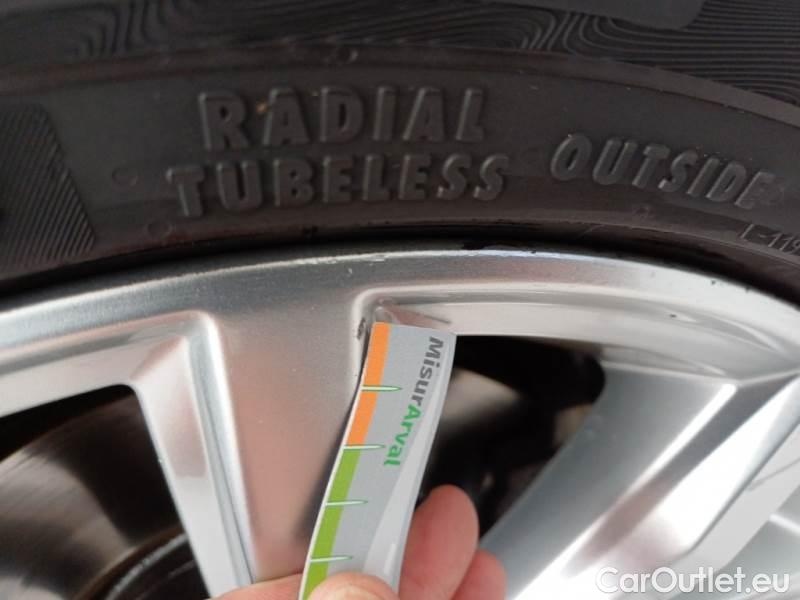 RADIAL
TUBELESS
OUTSIDE
MisurArval
CarOutlet.eu